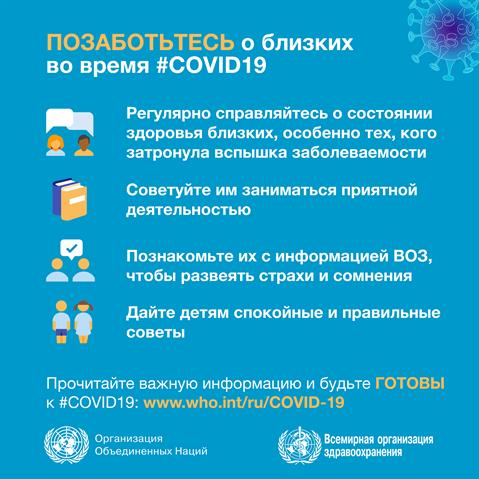 ПОЗАБОТЬТЕСЬ о близких
во время #COVID19
Регулярно справляйтесь о состоянии
здоровья близких, особенно тех, кого
затронула вспышка заболеваемости
Советуйте им заниматься приятной
деятельностью
Познакомьте их с информацией ВОЗ,
чтобы развеять страхи и сомнения
Дайте детям спокойные и правильные
советы
Прочитайте важную информацию и будьте ГОТОВЫ
к #COVID19: www.who.int/ru/COVID-19
Организация
Объединенных Наций
Всемирная организация
здравоохранения